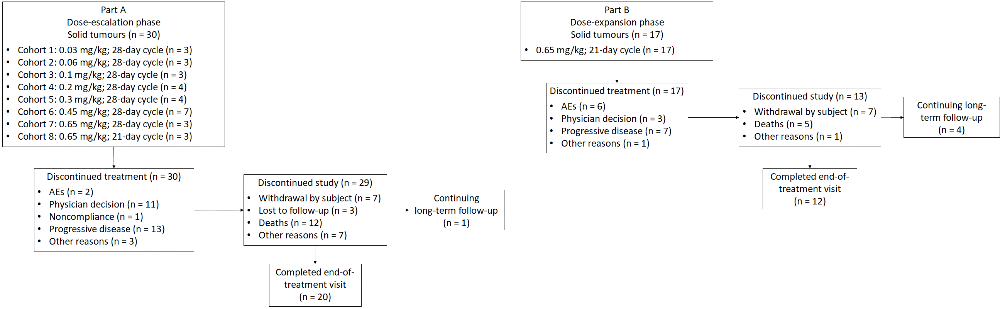 Part A
Dose-escalation phase
Solid tumours (n = 30)
• Cohort 1: 0.03 mg/kg; 28-day cycle (n = 3)
• Cohort 2: 0.06 mg/kg; 28-day cycle (n = 3)
• Cohort 3: 0.1 mg/kg; 28-day cycle (n = 3)
• Cohort 4: 0.2 mg/kg; 28-day cycle (n = 4)
• Cohort 5: 0.3 mg/kg; 28-day cycle (n = 4)
• Cohort 6: 0.45 mg/kg; 28-day cycle (n = 7)
• Cohort 7: 0.65 mg/kg; 28-day cycle (n = 3)
• Cohort 8: 0.65 mg/kg; 21-day cycle (n = 3)
Discontinued treatment (n = 30)
• AEs (n = 2)
• Physician decision (n = 11)
• Noncompliance (n = 1)
• Progressive disease (n = 13)
• Other reasons (n = 3)
Discontinued study (n = 29)
• Withdrawal by subject (n = 7)
• Lost to follow-up (n = 3)
• Deaths (n = 12)
• Other reasons (n = 7)
Continuing
long-term follow-up
(n = 1)
Completed end-of-
treatment visit
(n = 20)
Part B
Dose-expansion phase
Solid tumours (n = 17)
• 0.65 mg/kg; 21-day cycle (n = 17)
Discontinued treatment (n = 17)
• AEs (n = 6)
• Physician decision (n = 3)
• Progressive disease (n = 7)
• Other reasons (n = 1)
Discontinued study (n = 13)
• Withdrawal by subject (n = 7)
• Deaths (n = 5)
• Other reasons (n = 1)
Continuing long-
term follow-up
(n = 4)
Completed end-of-
treatment visit
(n = 12)